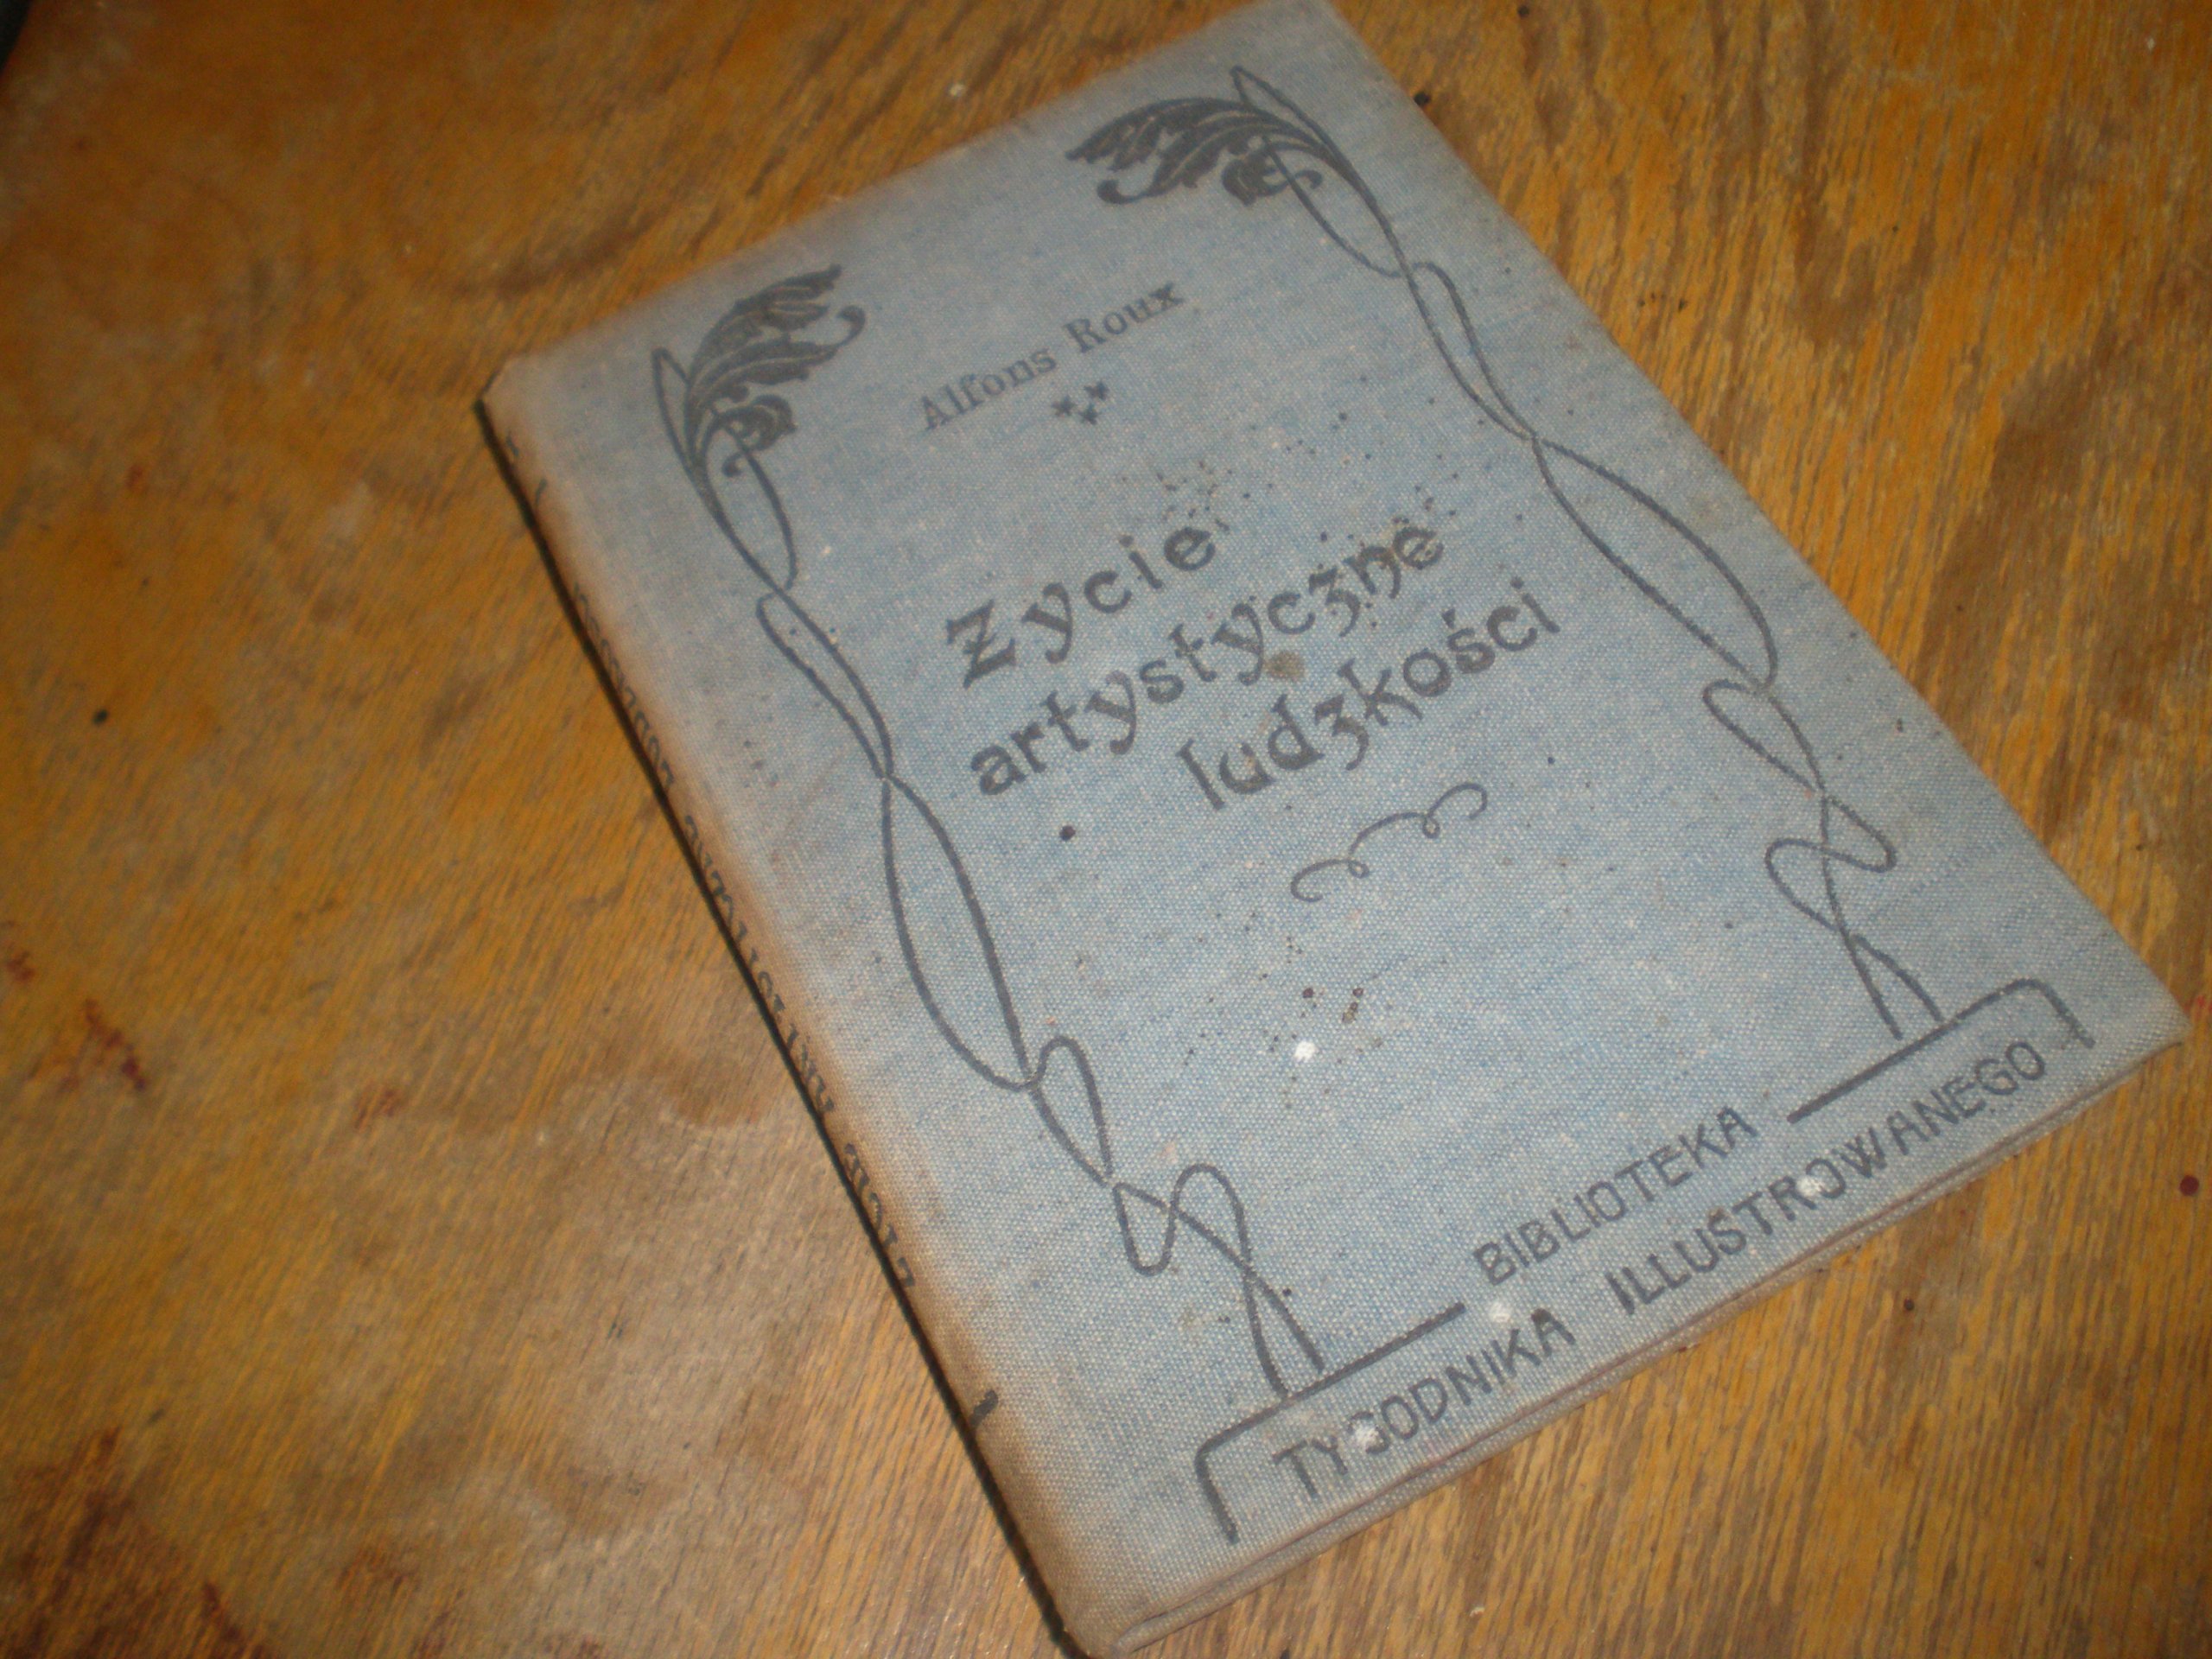 Alfons Roux
Życie
artystyczne
ludzkości
BIBLIOTEKA
TYGODNIKA ILLUSTROWANEGO